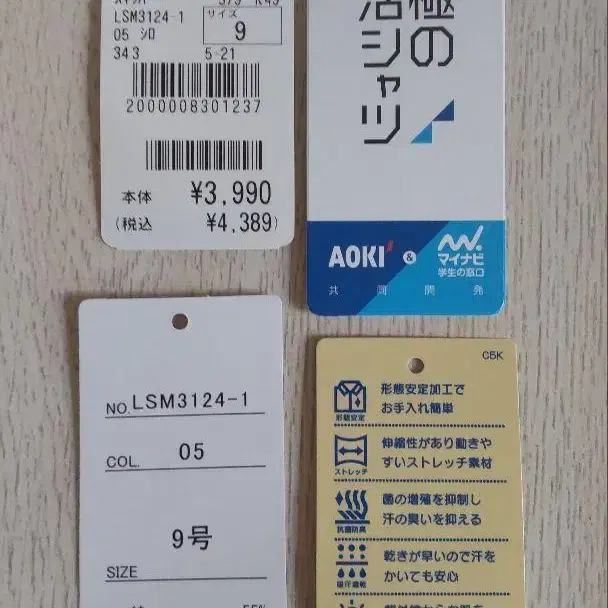 LSM3124-1
サイズ
9
05 シロ
343
5-21
2000008301237
本体 ¥3,990
(税込 ¥4,389)
極の
活シャツ
AOKI & マイナビ
学生の窓口
共同開発
NO. LSM3124-1
COL. 05
9号
SIZE
C5K
形態安定加工で
お手入れ簡単
形態安定
伸縮性があり動きや
すいストレッチ素材
ストレッチ
菌の増殖を抑制し
汗の臭いを抑える
抗菌防臭
乾きが早いので汗を
かいても安心
吸汗速乾